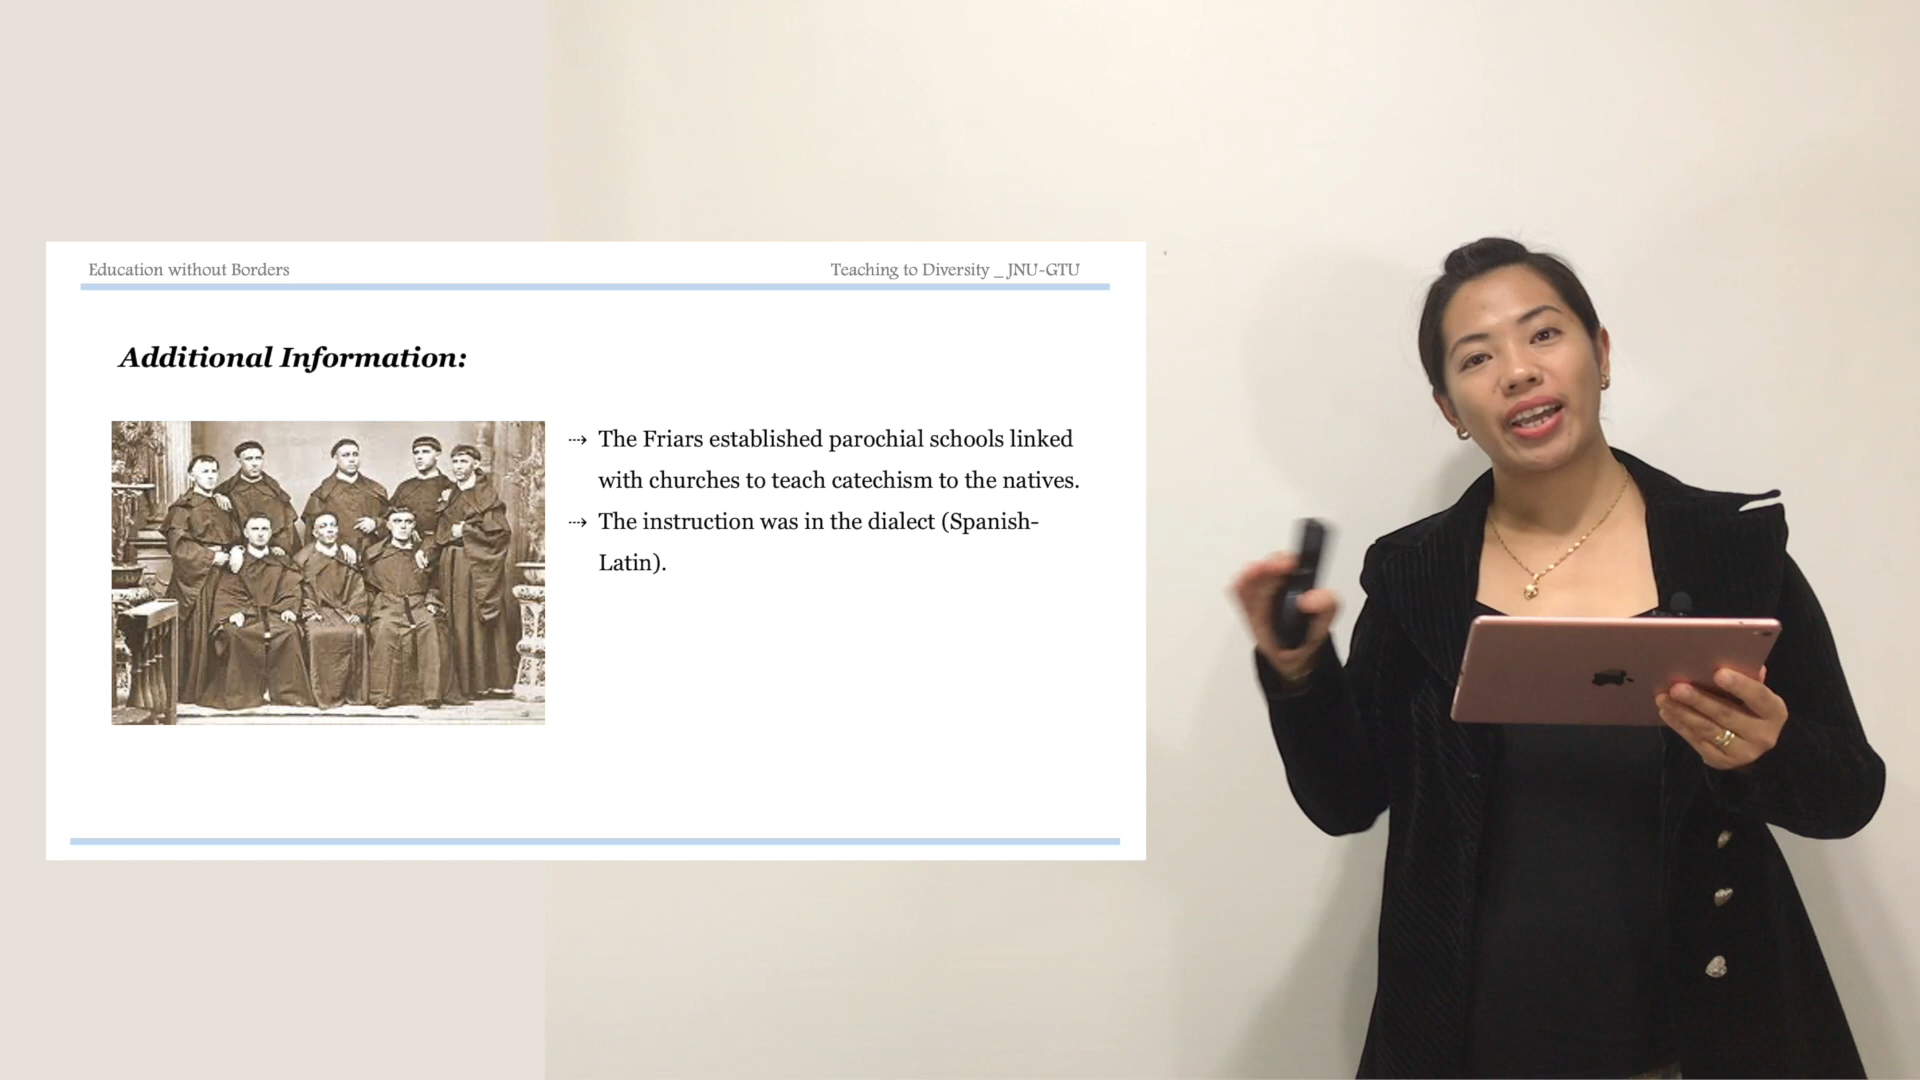 Education without Borders
Teaching to Diversity _ JNU-GTU
Additional Information:
⇢ The Friars established parochial schools linked
with churches to teach catechism to the natives.
⇢ The instruction was in the dialect (Spanish-
Latin).